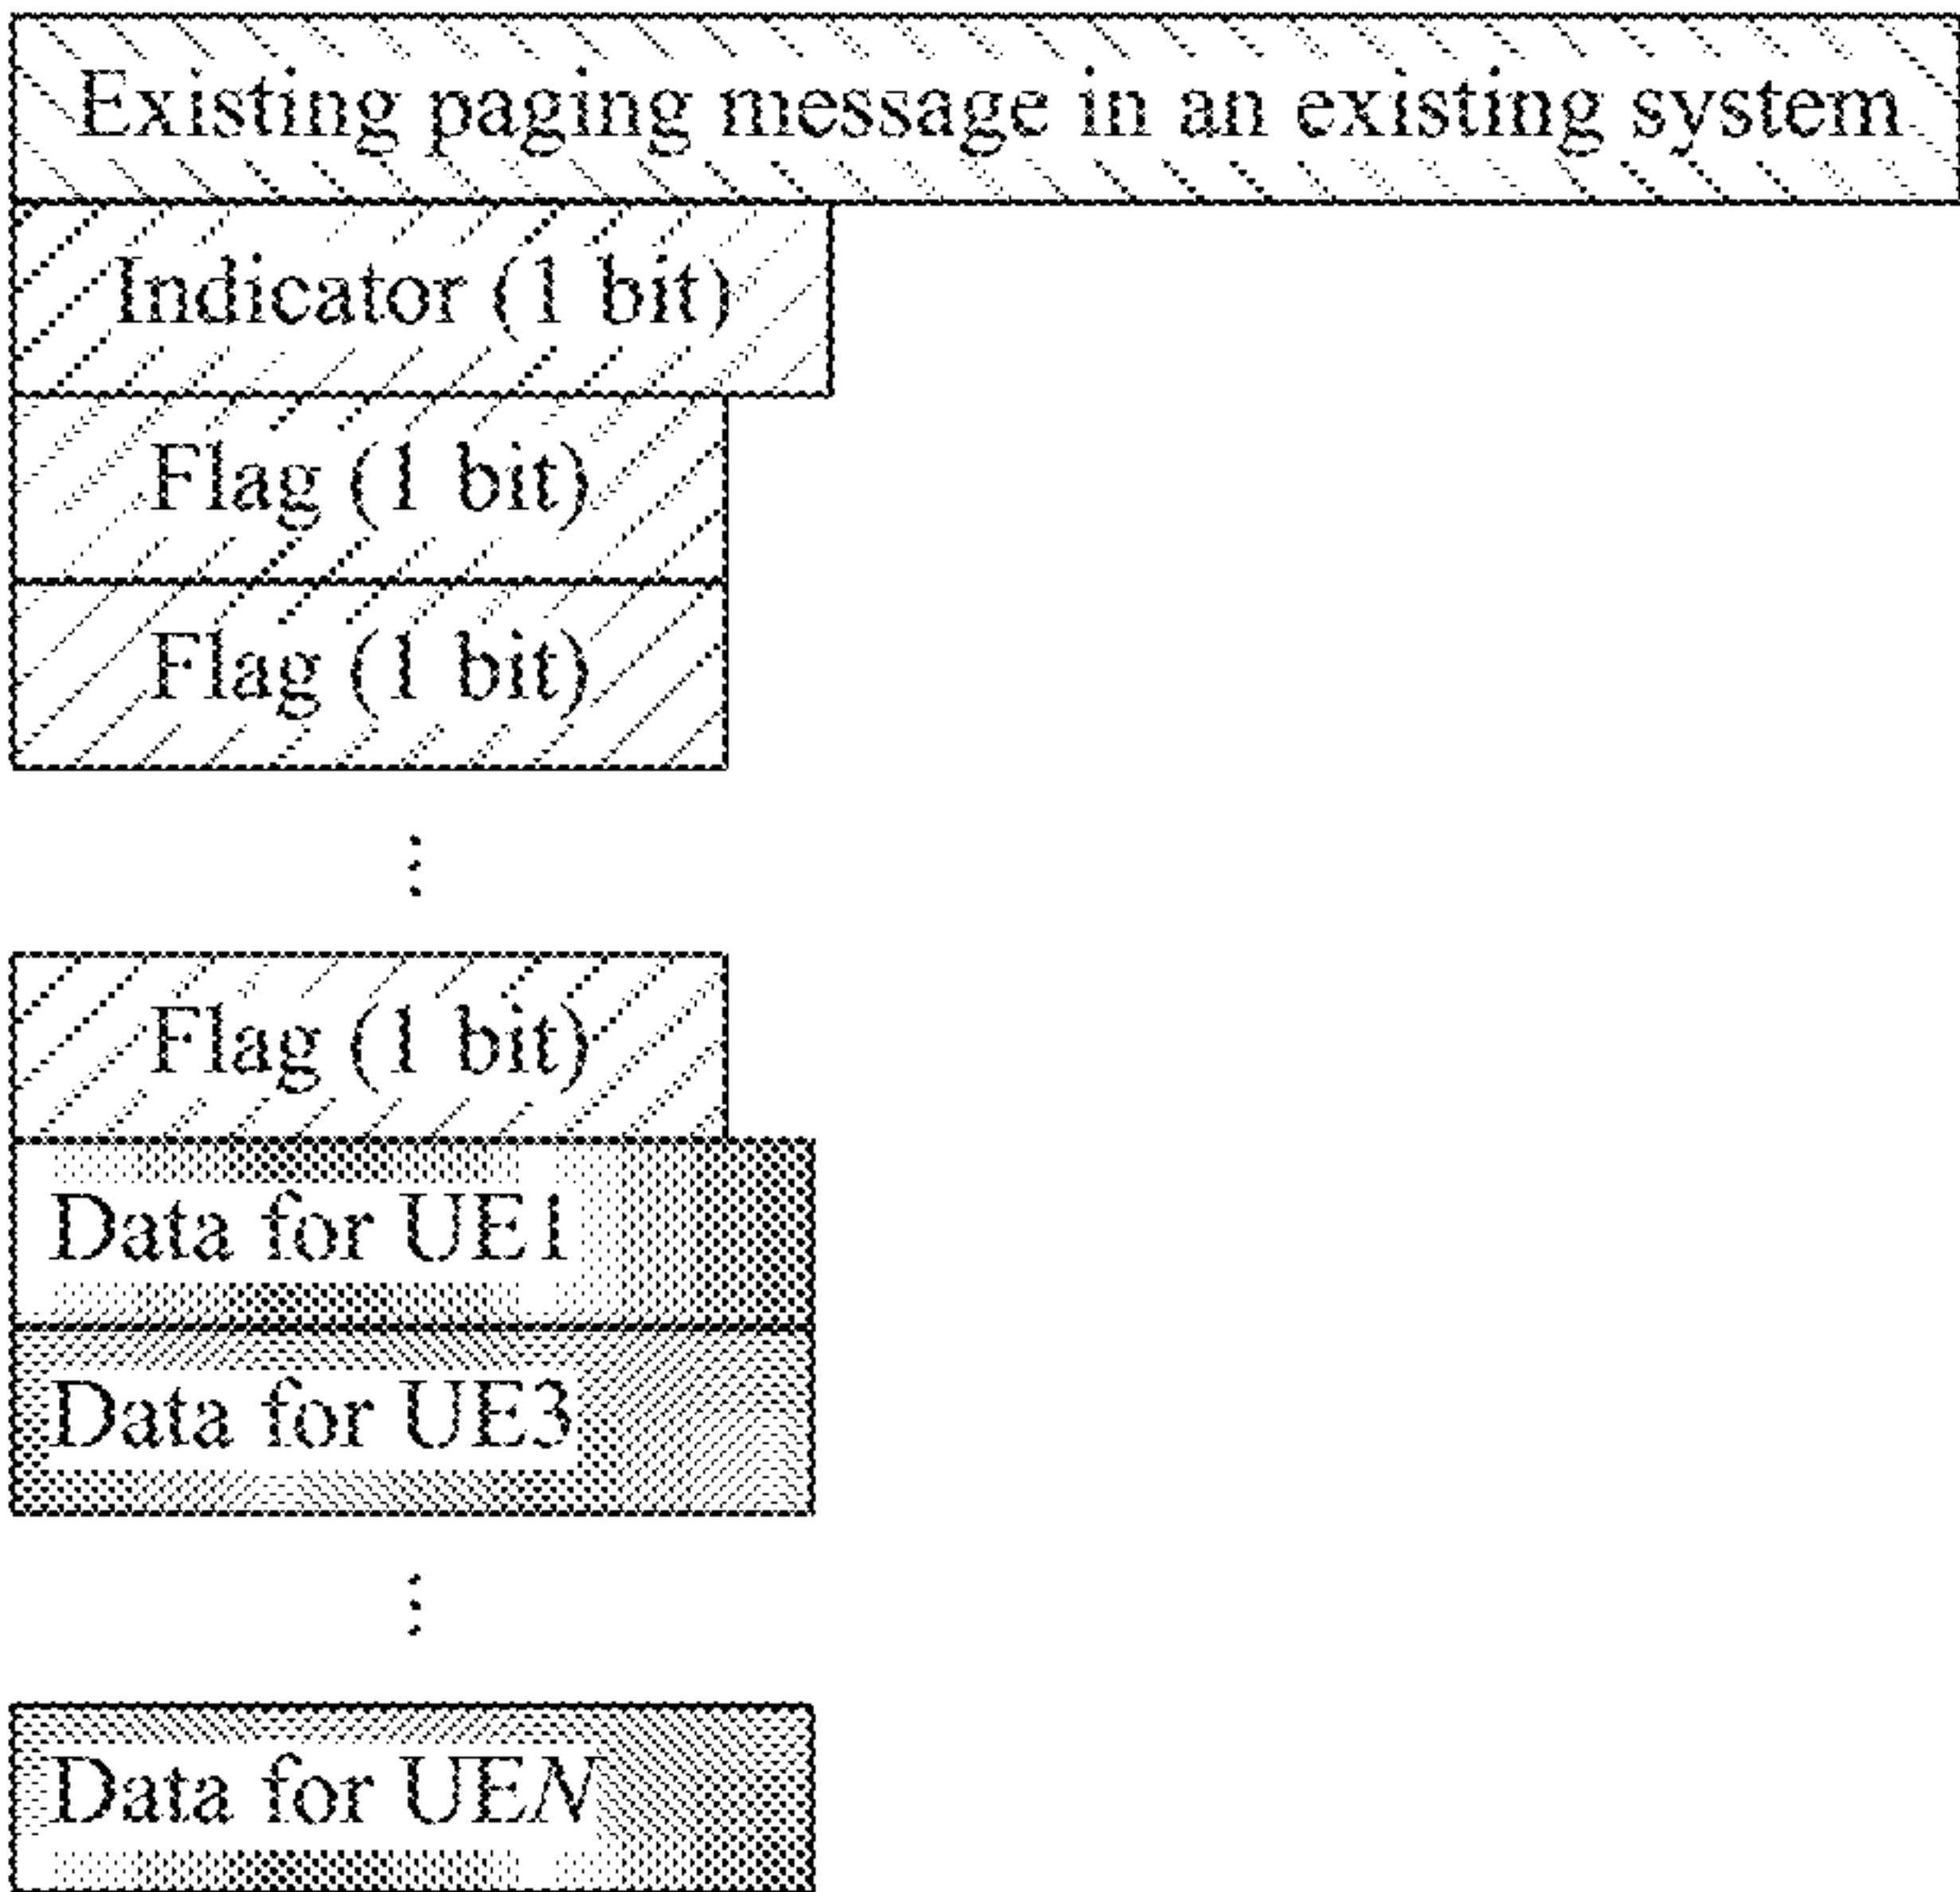 Existing paging message in an existing system
Indicator (1 bit)
Flag (1 bit)
Flag (1 bit)
⋮
Flag (1 bit)
Data for UE1
Data for UE3
⋮
Data for UEN